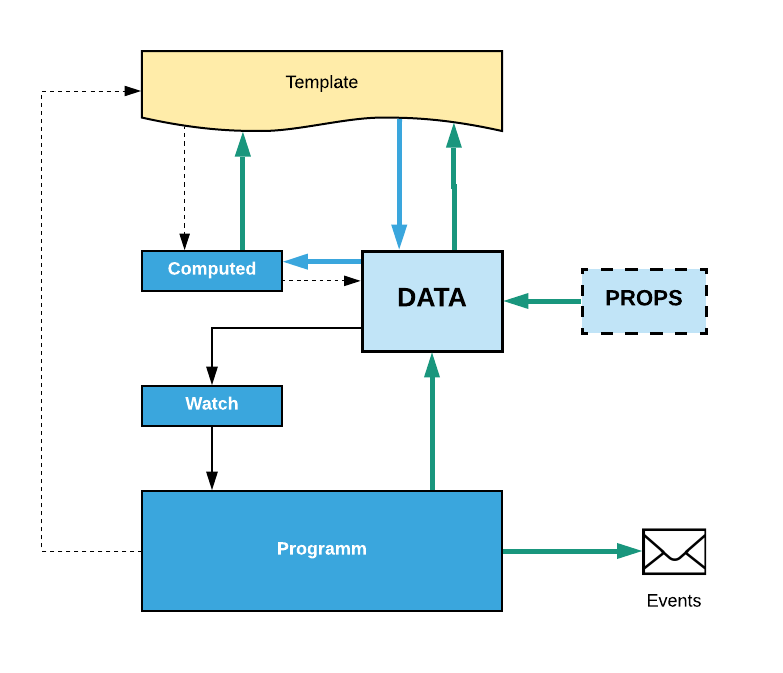 Template
Computed
DATA
PROPS
Watch
Programm
Events